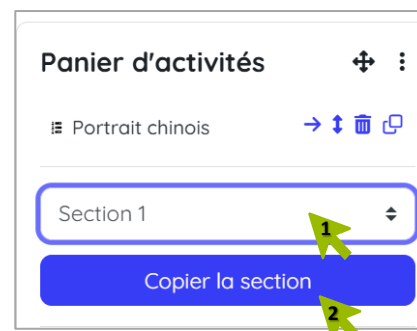 Panier d'activités
Portrait chinois
Section 1
1
Copier la section
2